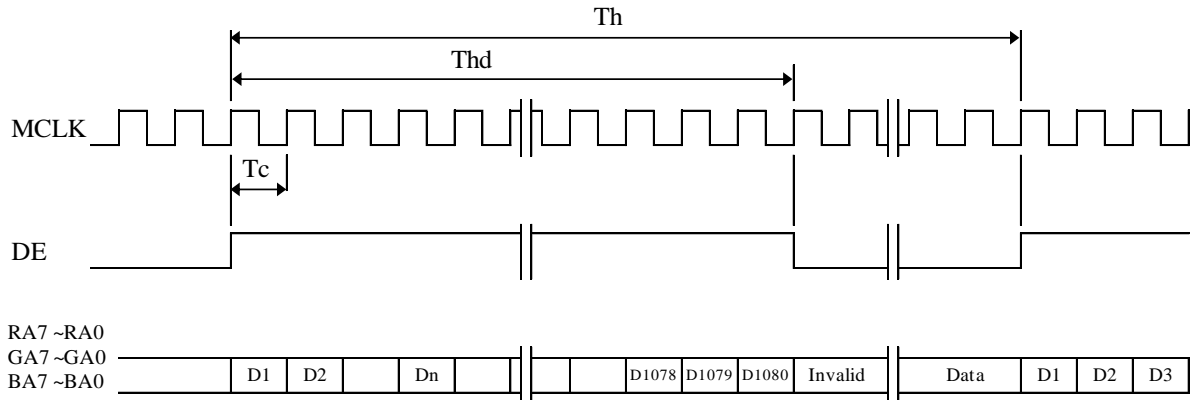 Th
Thd
MCLK
Tc
DE
RA7 ~RA0
GA7 ~GA0
BA7 ~BA0
D1 D2 Dn D1078 D1079 D1080 Invalid Data D1 D2 D3